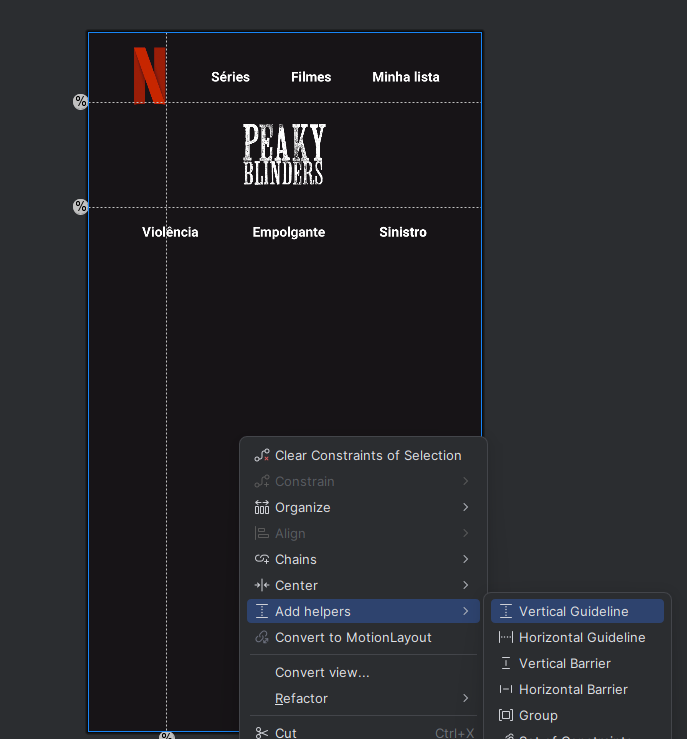 N
Séries Filmes Minha lista
%
PEAKY
BLINDERS
%
Violência Empolgante Sinistro
Clear Constraints of Selection
Constrain
Organize
Align
Chains
Center
Add helpers
Convert to MotionLayout
Convert view...
Refactor
Cut Ctrl+X
Vertical Guideline
Horizontal Guideline
Vertical Barrier
Horizontal Barrier
Group
%